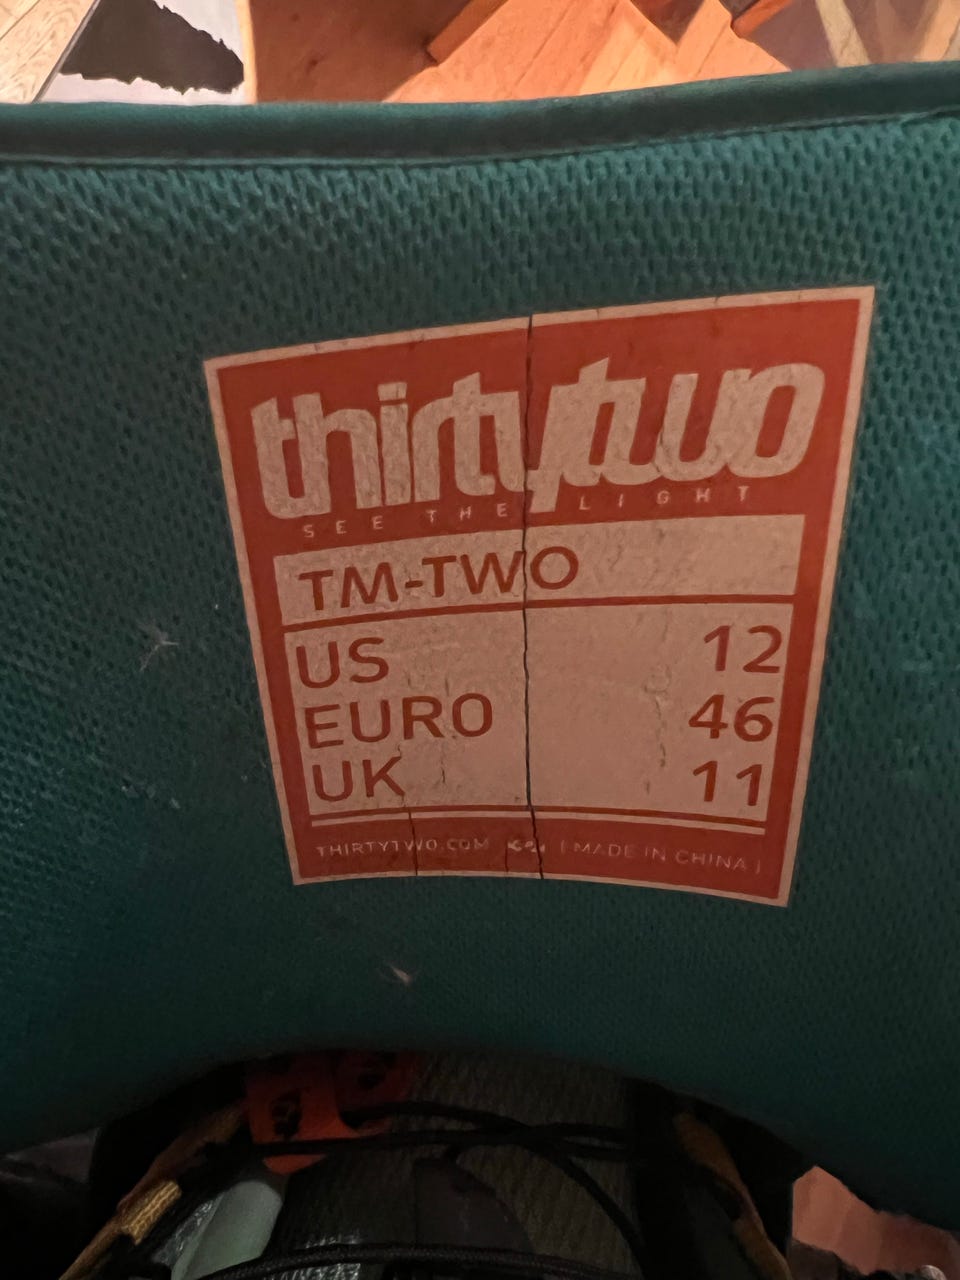 thirtytwo
SEE THE LIGHT
TM-TWO
US 12
EURO 46
UK 11
THIRTYTWO.COM [ MADE IN CHINA ]